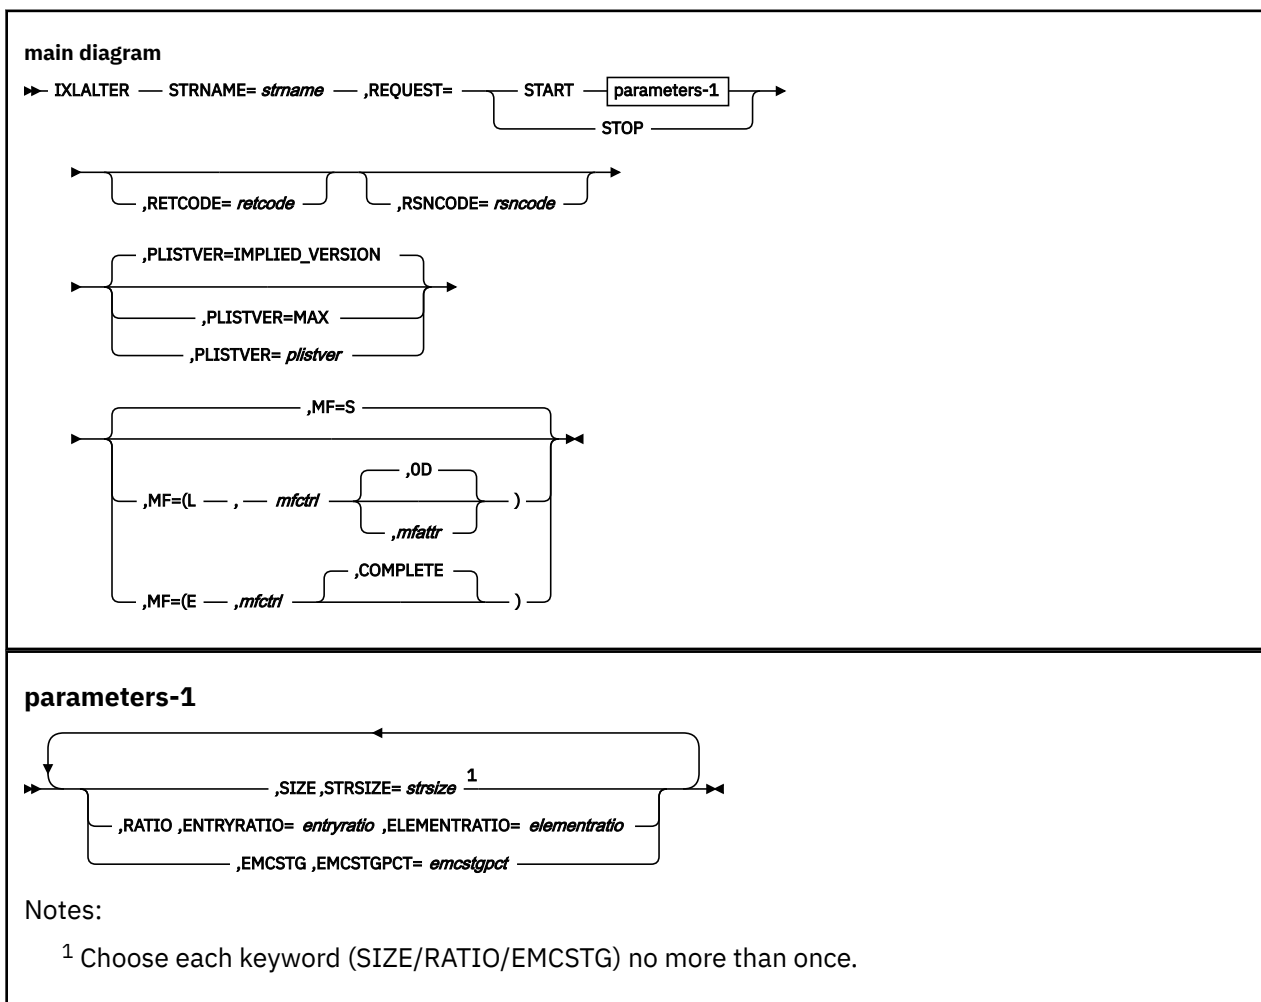 main diagram
IXLALTER STRNAME= strname ,REQUEST= START parameters-1
STOP
,RETCODE= retcode ,RSNCODE= rsncode
,PLISTVER=IMPLIED_VERSION
,PLISTVER=MAX
,PLISTVER= plistver
,MF=S
,0D
,MF=(L , mfctrl )
,mfattr
,COMPLETE
,MF=(E ,mfctrl )
parameters-1
,SIZE ,STRSIZE= strsize 1
,RATIO ,ENTRYRATIO= entryratio ,ELEMENTRATIO= elementratio
,EMCSTG ,EMCSTGPCT= emcstgpct
Notes:
1 Choose each keyword (SIZE/RATIO/EMCSTG) no more than once.